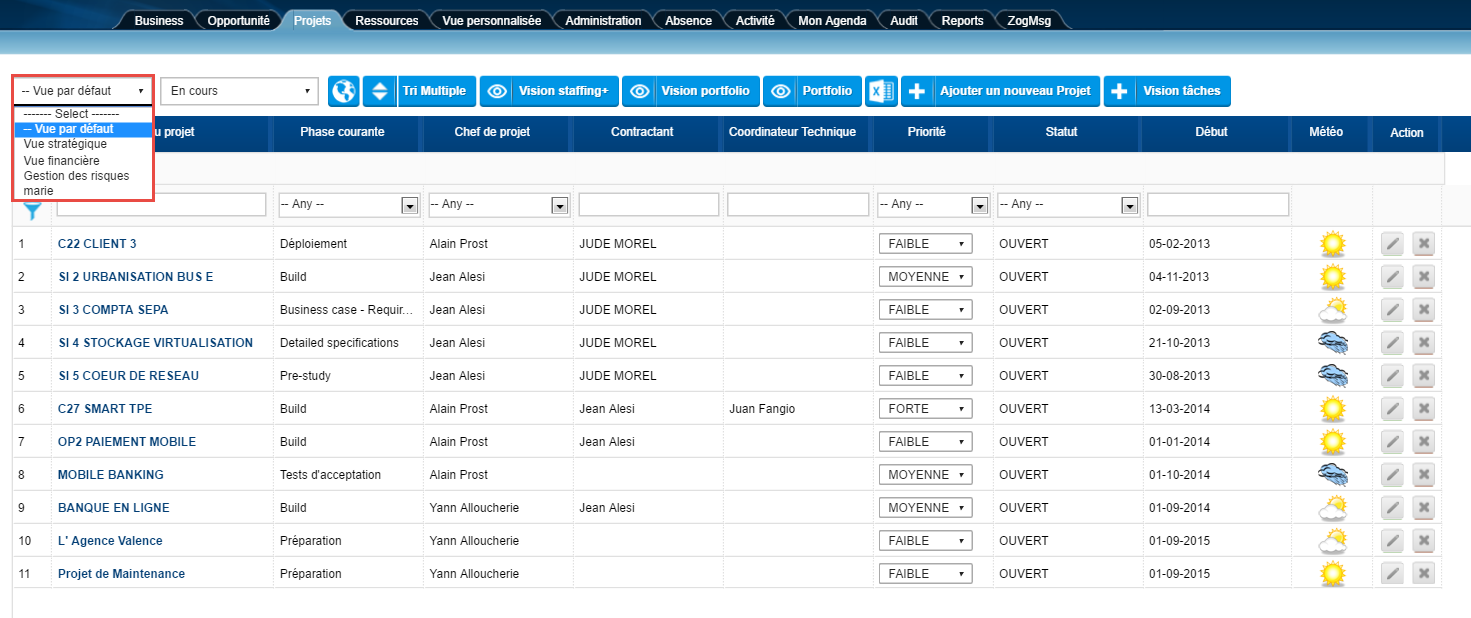 Business Opportunité Projets Ressources Vue personnalisée Administration Absence Activité Mon Agenda Audit Reports ZogMsg
-- Vue par défaut En cours Tri Multiple Vision staffing+ Vision portfolio Portfolio Ajouter un nouveau Projet Vision tâches
------- Select -------
-- Vue par défaut
Vue stratégique
Vue financière
Gestion des risques
marie
u projet Phase courante Chef de projet Contractant Coordinateur Technique Priorité Statut Début Météo Action
-- Any -- -- Any -- -- Any -- -- Any --
1 C22 CLIENT 3 Déploiement Alain Prost JUDE MOREL FAIBLE OUVERT 05-02-2013
2 SI 2 URBANISATION BUS E Build Jean Alesi JUDE MOREL MOYENNE OUVERT 04-11-2013
3 SI 3 COMPTA SEPA Business case - Requir... Jean Alesi JUDE MOREL FAIBLE OUVERT 02-09-2013
4 SI 4 STOCKAGE VIRTUALISATION Detailed specifications Jean Alesi JUDE MOREL FAIBLE OUVERT 21-10-2013
5 SI 5 COEUR DE RESEAU Pre-study Jean Alesi JUDE MOREL FAIBLE OUVERT 30-08-2013
6 C27 SMART TPE Build Alain Prost Jean Alesi Juan Fangio FORTE OUVERT 13-03-2014
7 OP2 PAIEMENT MOBILE Build Alain Prost Jean Alesi FAIBLE OUVERT 01-01-2014
8 MOBILE BANKING Tests d'acceptation Alain Prost MOYENNE OUVERT 01-10-2014
9 BANQUE EN LIGNE Build Yann Alloucherie Jean Alesi MOYENNE OUVERT 01-09-2014
10 L' Agence Valence Préparation Yann Alloucherie FAIBLE OUVERT 01-09-2015
11 Projet de Maintenance Préparation Yann Alloucherie FAIBLE OUVERT 01-09-2015